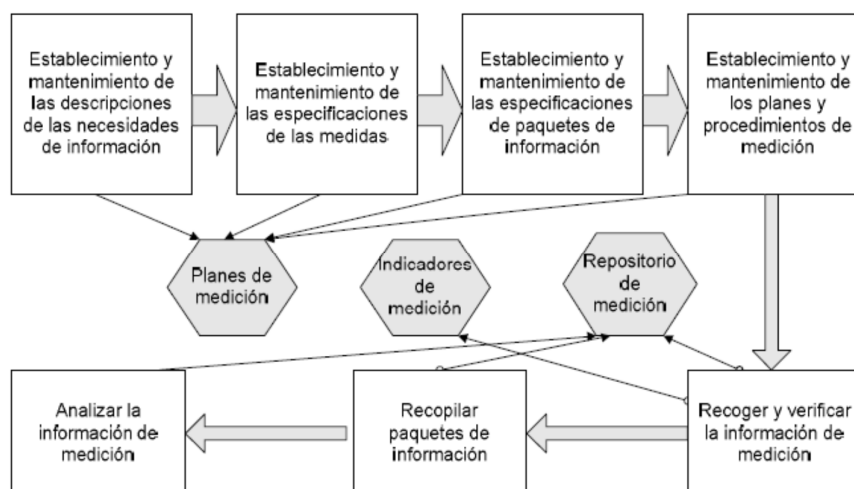 Establecimiento y
mantenimiento de
las descripciones
de las necesidades
de información
Establecimiento y
mantenimiento de
las especificaciones
de las medidas
Establecimiento y
mantenimiento de
las especificaciones
de paquetes de
información
Establecimiento y
mantenimiento de
los planes y
procedimientos de
medición
Planes de
medición
Indicadores
de
medición
Repositorio
de
medición
Analizar la
información de
medición
Recopilar
paquetes de
información
Recoger y verificar
la información de
medición